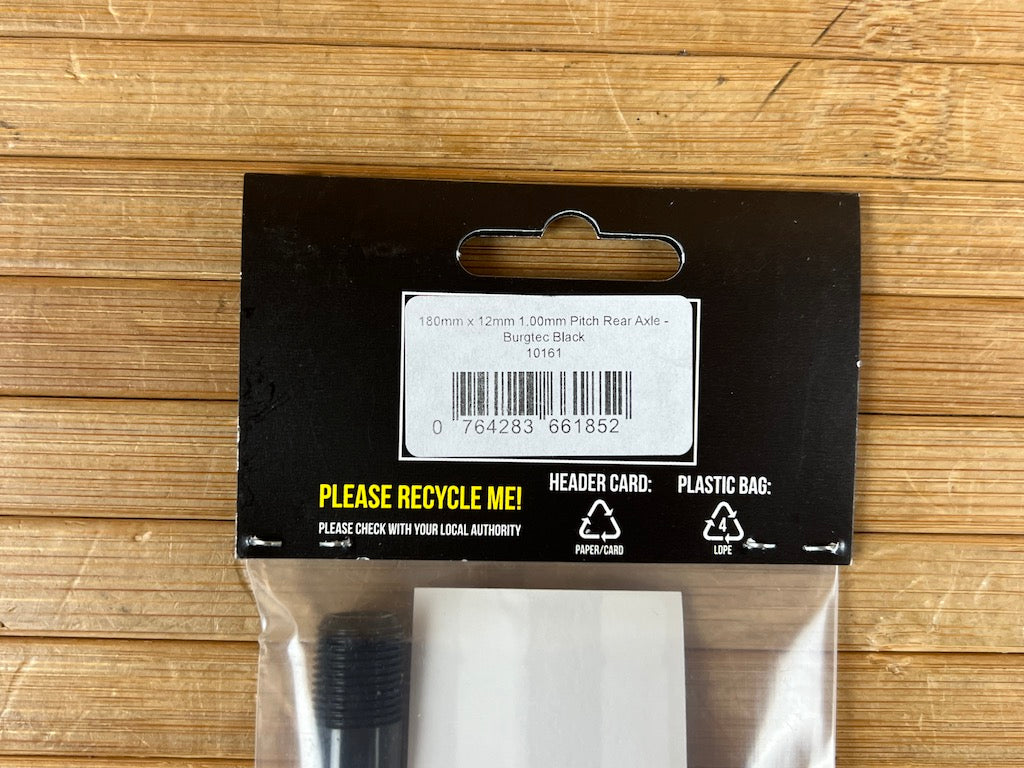 180mm x 12mm 1.00mm Pitch Rear Axle -
Burgtec Black
10161
0 764283 661852
PLEASE RECYCLE ME!
PLEASE CHECK WITH YOUR LOCAL AUTHORITY
HEADER CARD:
PAPER/CARD
PLASTIC BAG:
4
LDPE